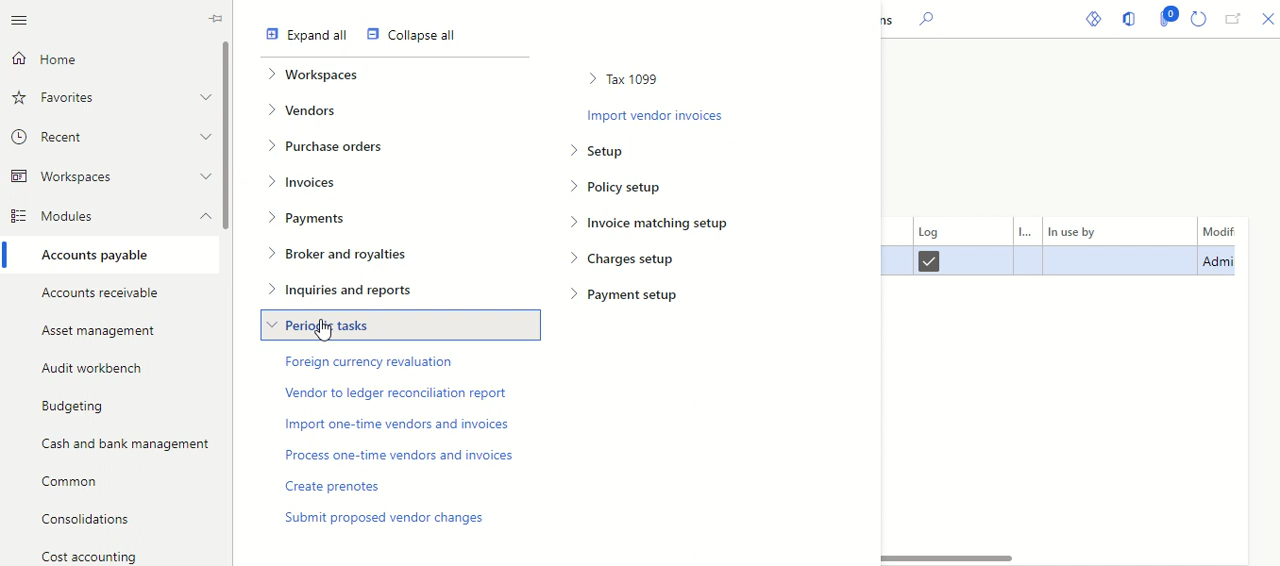 Home
Favorites
Recent
Workspaces
Modules
Accounts payable
Accounts receivable
Asset management
Audit workbench
Budgeting
Cash and bank management
Common
Consolidations
Cost accounting
Expand all
Collapse all
Workspaces
Vendors
Purchase orders
Invoices
Payments
Broker and royalties
Inquiries and reports
Periodic tasks
Foreign currency revaluation
Vendor to ledger reconciliation report
Import one-time vendors and invoices
Process one-time vendors and invoices
Create prenotes
Submit proposed vendor changes
Tax 1099
Import vendor invoices
Setup
Policy setup
Invoice matching setup
Charges setup
Payment setup
ns
0
Log I... In use by Modif
Admi